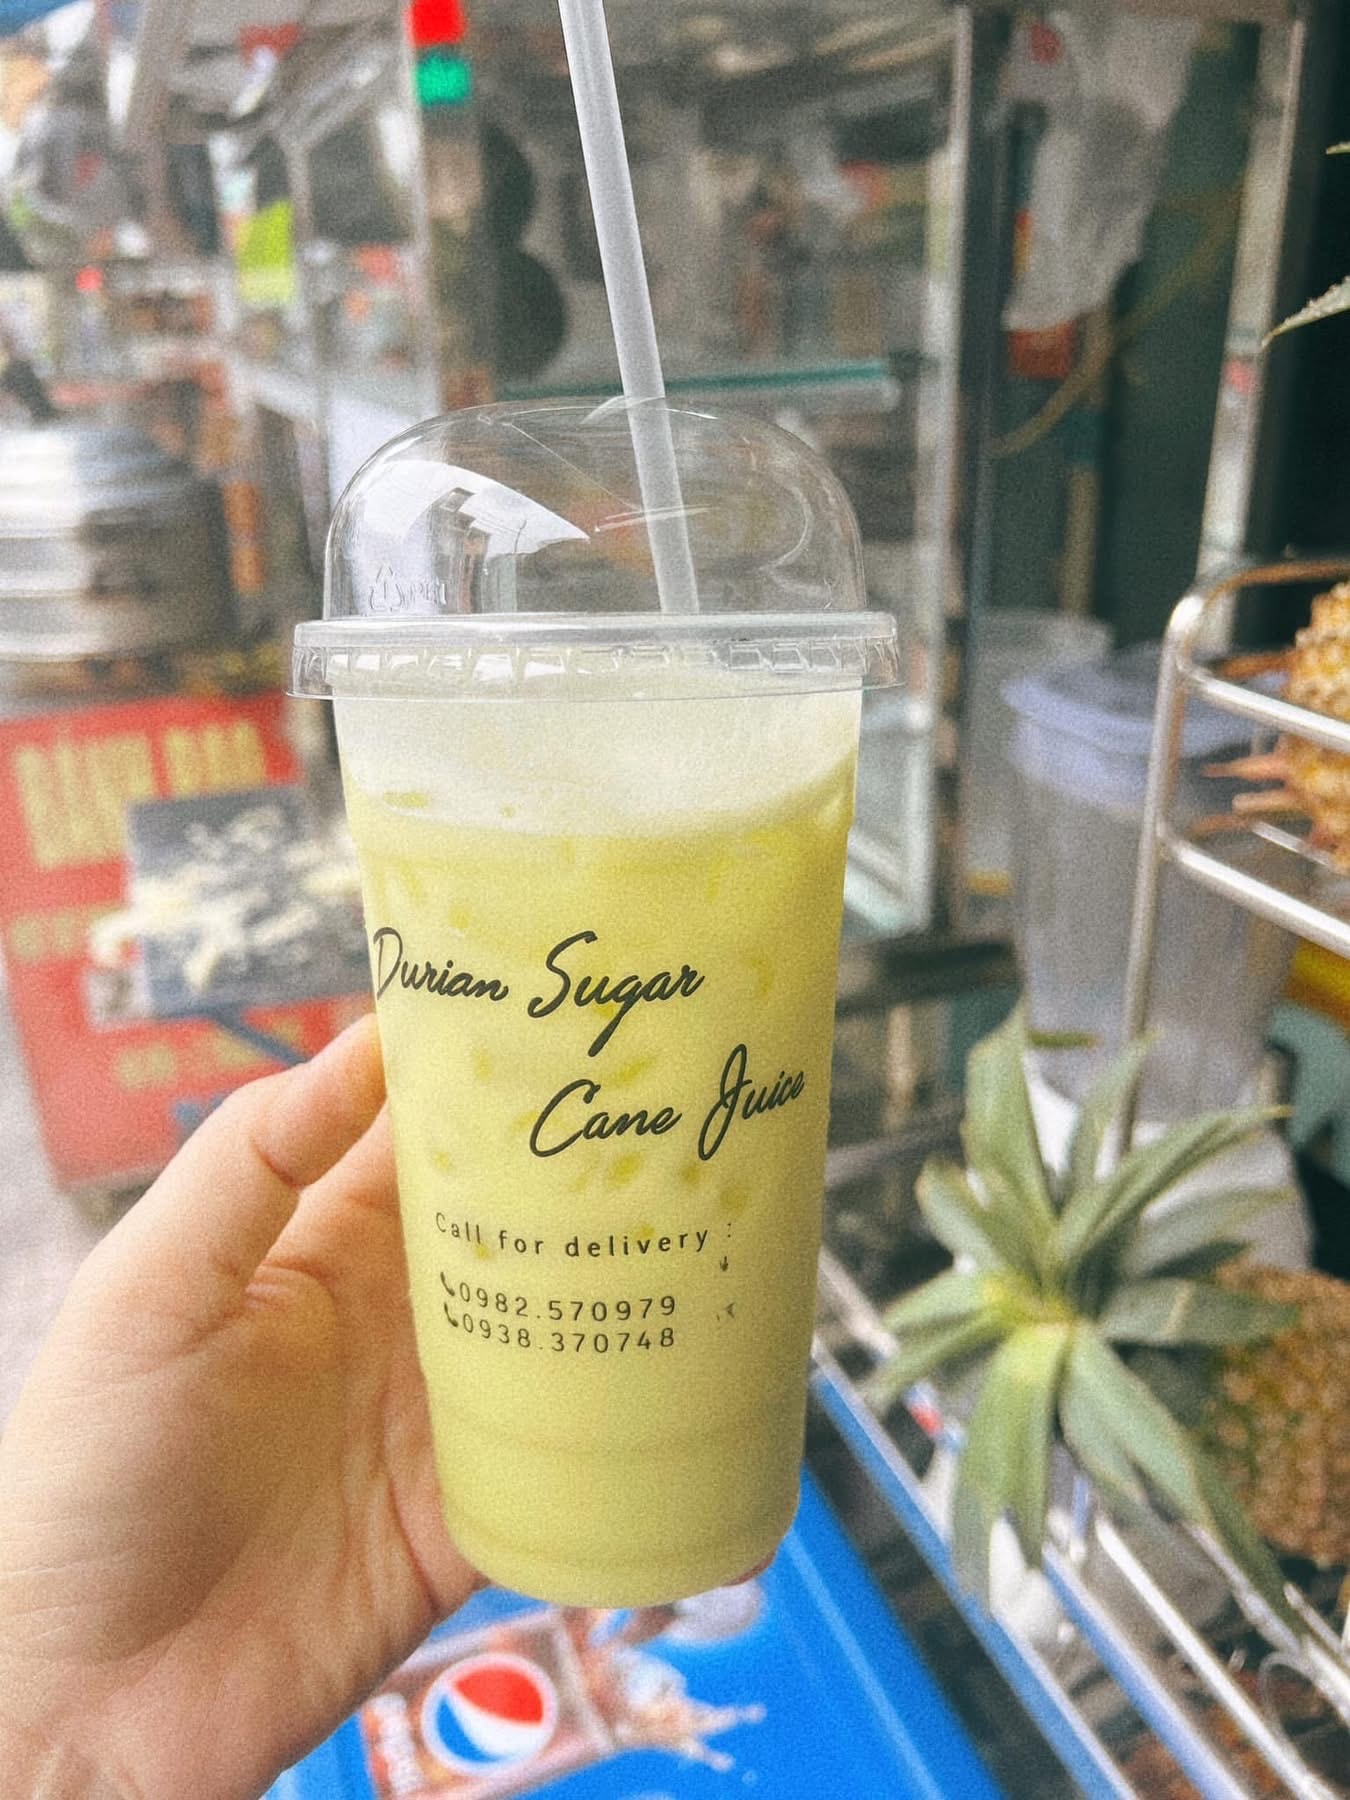 Durian Sugar
Cane Juice
Call for delivery :
0982.570979
0938.370748